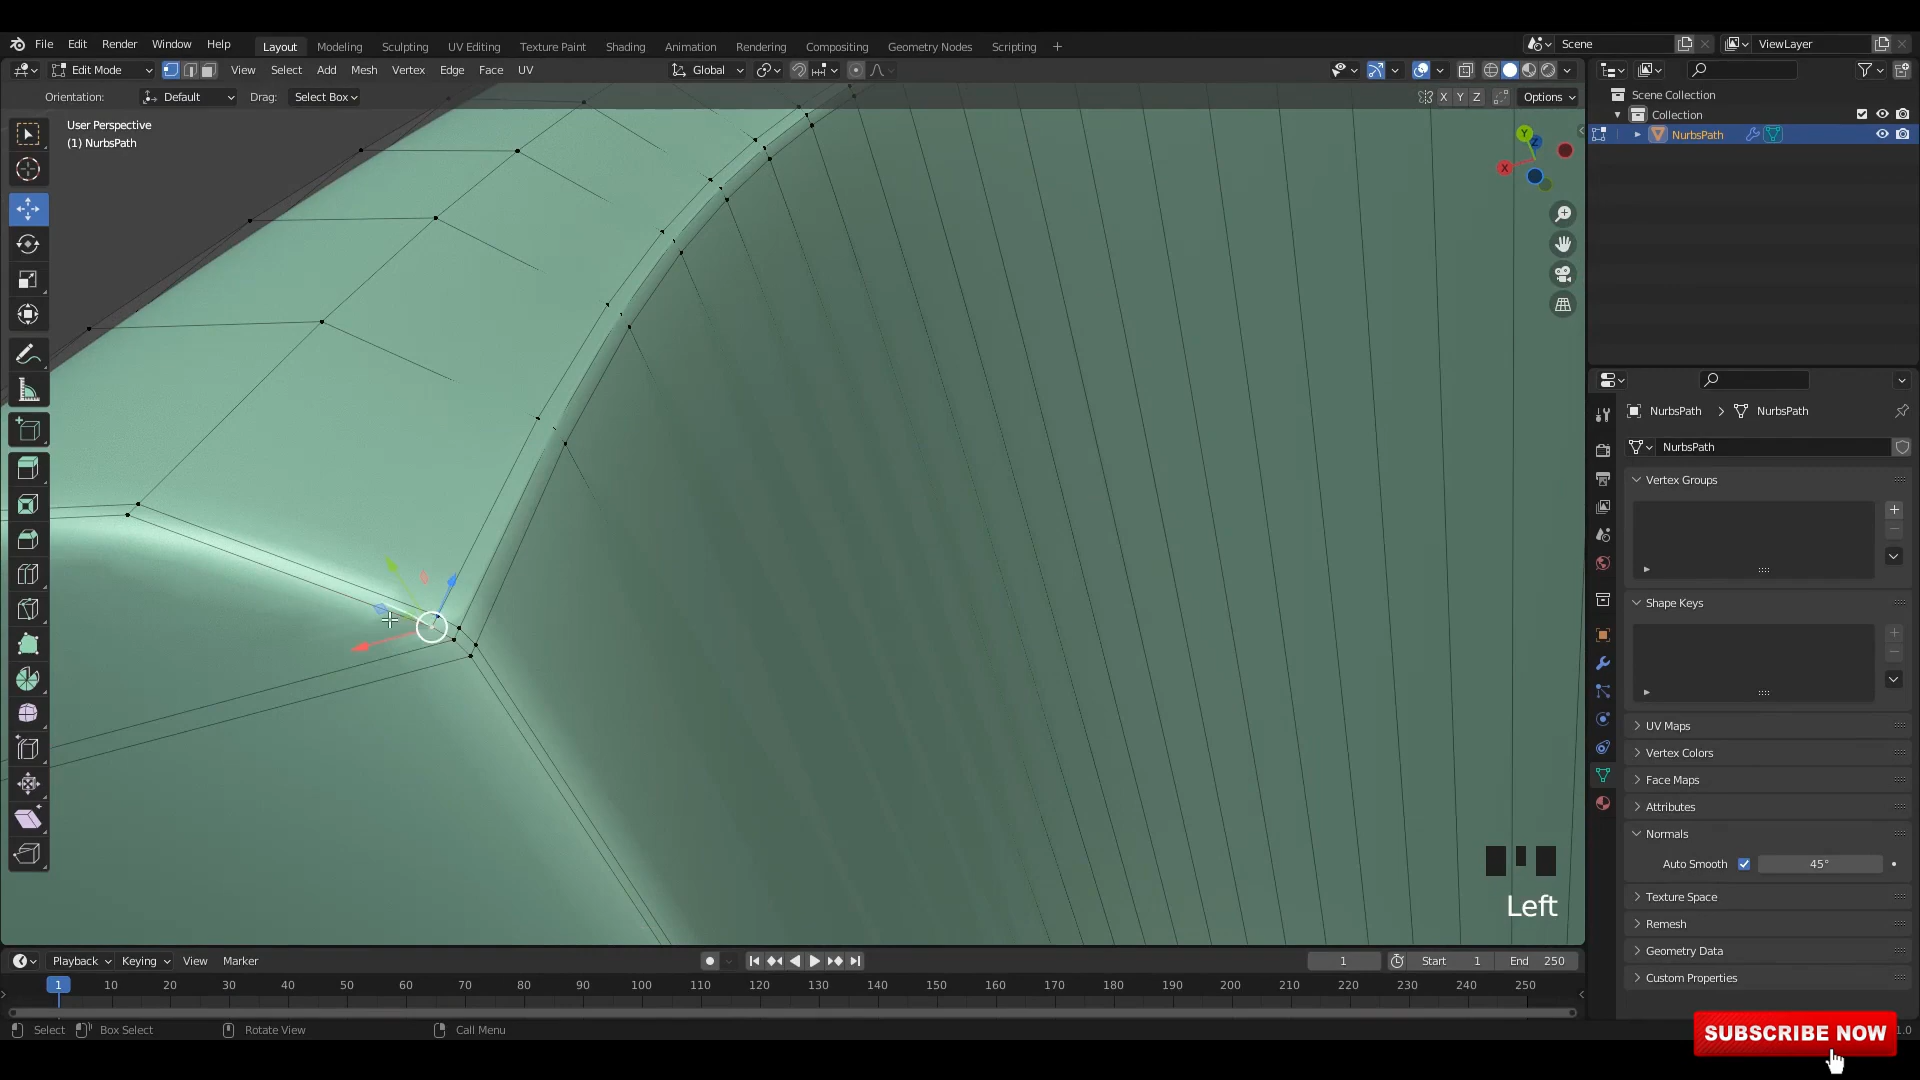 File Edit Render Window Help Layout Modeling Sculpting UV Editing Texture Paint Shading Animation Rendering Compositing Geometry Nodes Scripting + Scene ViewLayer
Edit Mode View Select Add Mesh Vertex Edge Face UV Global
Orientation: Default Drag: Select Box X Y Z Options
User Perspective
(1) NurbsPath
Y
Z
X
Scene Collection
Collection
NurbsPath
NurbsPath > NurbsPath
NurbsPath
Vertex Groups
Shape Keys
UV Maps
Vertex Colors
Face Maps
Attributes
Normals
Auto Smooth 45°
Texture Space
Remesh
Geometry Data
Custom Properties
Left
Playback Keying View Marker 1 Start 1 End 250
1 10 20 30 40 50 60 70 80 90 100 110 120 130 140 150 160 170 180 190 200 210 220 230 240 250
Select Box Select Rotate View Call Menu
SUBSCRIBE NOW